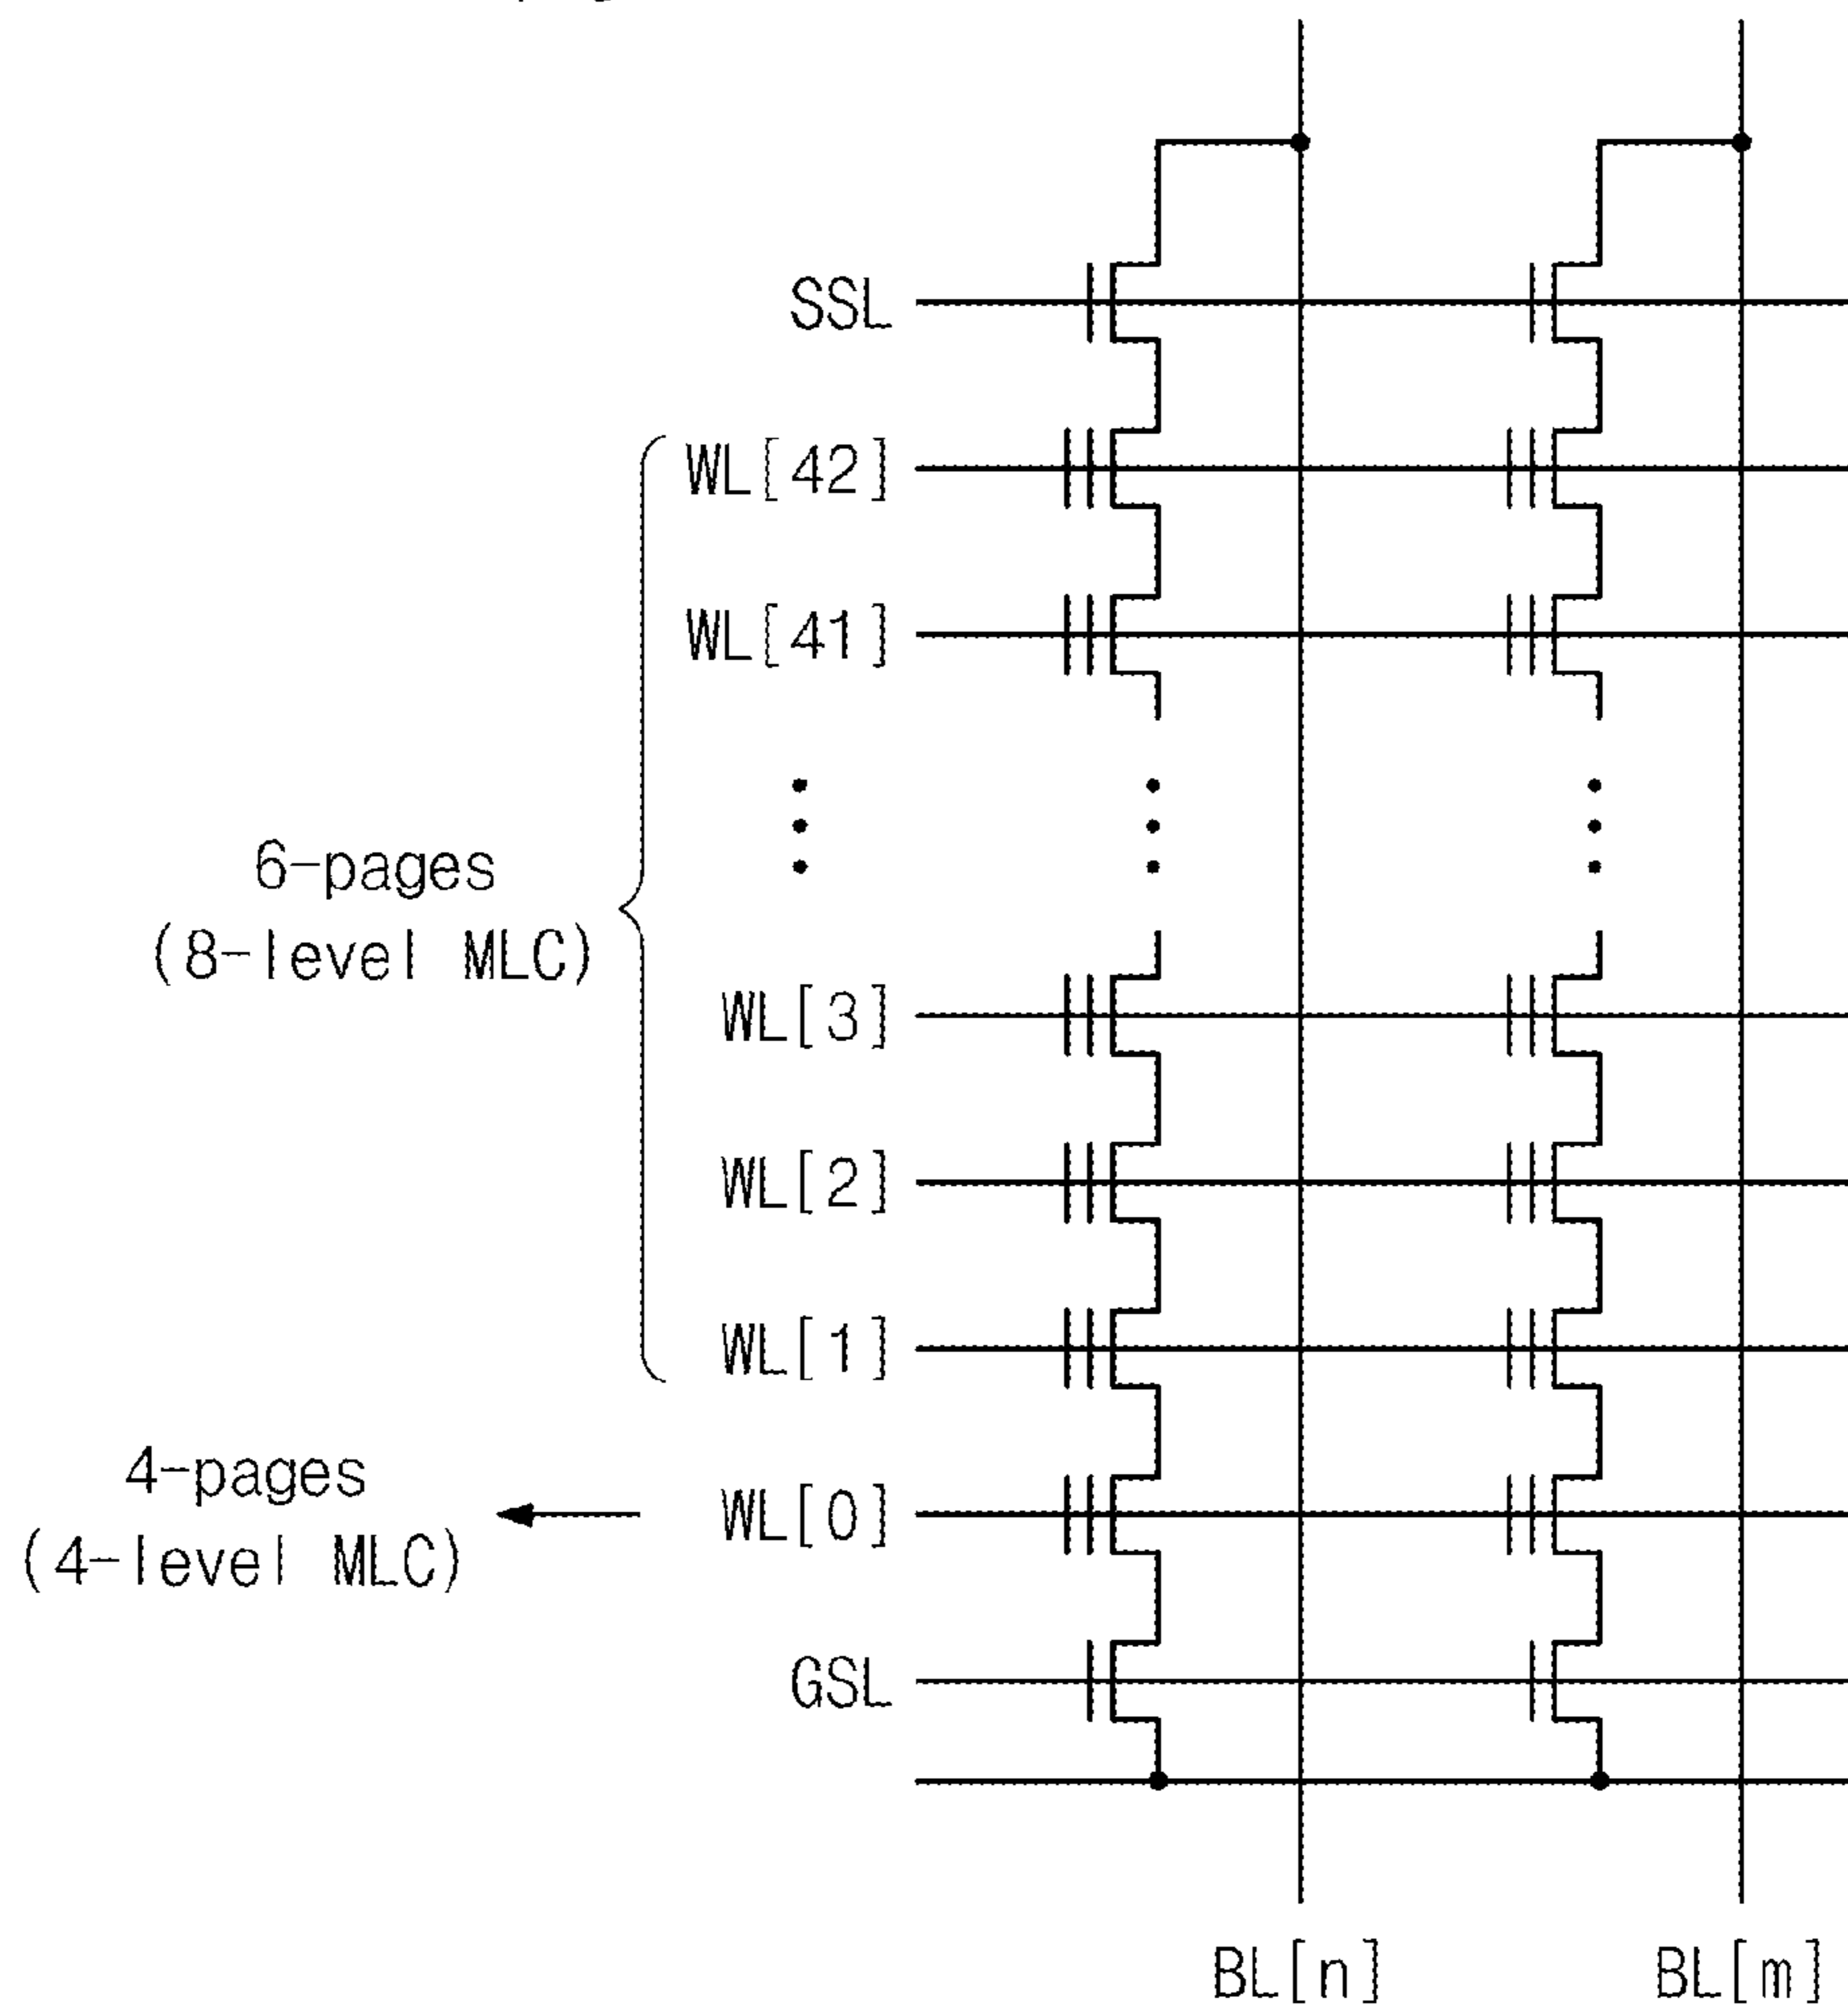 SSL
WL[42]
WL[41]
6-pages
(8-level MLC)
WL[3]
WL[2]
WL[1]
4-pages
(4-level MLC)
WL[0]
GSL
BL[n]
BL[m]